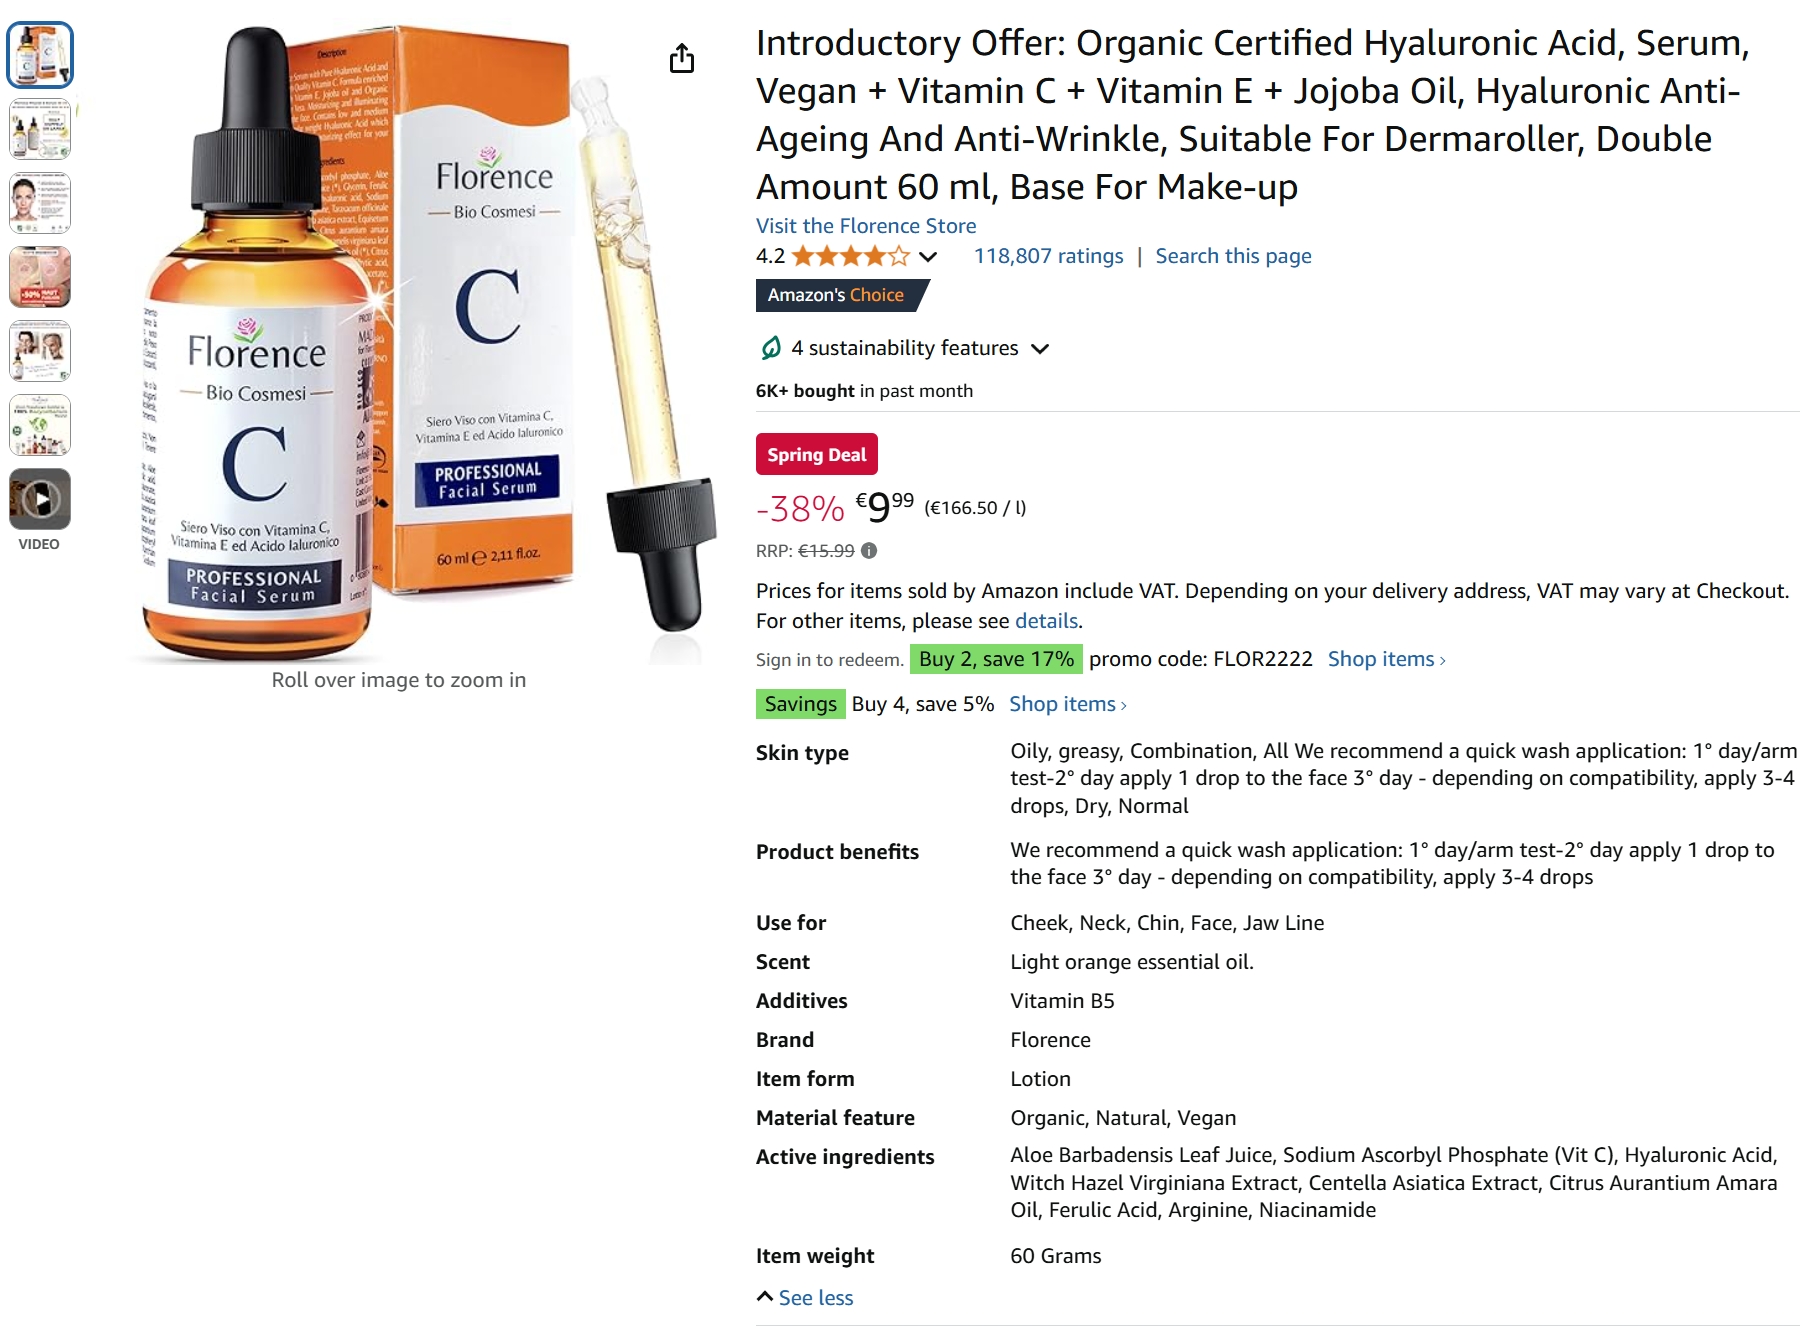 Description
Florence
Bio Cosmesi
C
Siero Viso con Vitamina C,
Vitamina E ed Acido Ialuronico
PROFESSIONAL
Facial Serum
60 ml ℮ 2,11 fl.oz.
Florence
Bio Cosmesi
C
Siero Viso con Vitamina C,
Vitamina E ed Acido Ialuronico
PROFESSIONAL
Facial Serum
VIDEO
Roll over image to zoom in
Introductory Offer: Organic Certified Hyaluronic Acid, Serum,
Vegan + Vitamin C + Vitamin E + Jojoba Oil, Hyaluronic Anti-
Ageing And Anti-Wrinkle, Suitable For Dermaroller, Double
Amount 60 ml, Base For Make-up
Visit the Florence Store
4.2 118,807 ratings | Search this page
Amazon's Choice
4 sustainability features
6K+ bought in past month
Spring Deal
-38% €9⁹⁹ (€166.50 / l)
RRP: €15.99
Prices for items sold by Amazon include VAT. Depending on your delivery address, VAT may vary at Checkout.
For other items, please see details.
Sign in to redeem. Buy 2, save 17% promo code: FLOR2222 Shop items ›
Savings Buy 4, save 5% Shop items ›
Skin type Oily, greasy, Combination, All We recommend a quick wash application: 1° day/arm
test-2° day apply 1 drop to the face 3° day - depending on compatibility, apply 3-4
drops, Dry, Normal
Product benefits We recommend a quick wash application: 1° day/arm test-2° day apply 1 drop to
the face 3° day - depending on compatibility, apply 3-4 drops
Use for Cheek, Neck, Chin, Face, Jaw Line
Scent Light orange essential oil.
Additives Vitamin B5
Brand Florence
Item form Lotion
Material feature Organic, Natural, Vegan
Active ingredients Aloe Barbadensis Leaf Juice, Sodium Ascorbyl Phosphate (Vit C), Hyaluronic Acid,
Witch Hazel Virginiana Extract, Centella Asiatica Extract, Citrus Aurantium Amara
Oil, Ferulic Acid, Arginine, Niacinamide
Item weight 60 Grams
See less